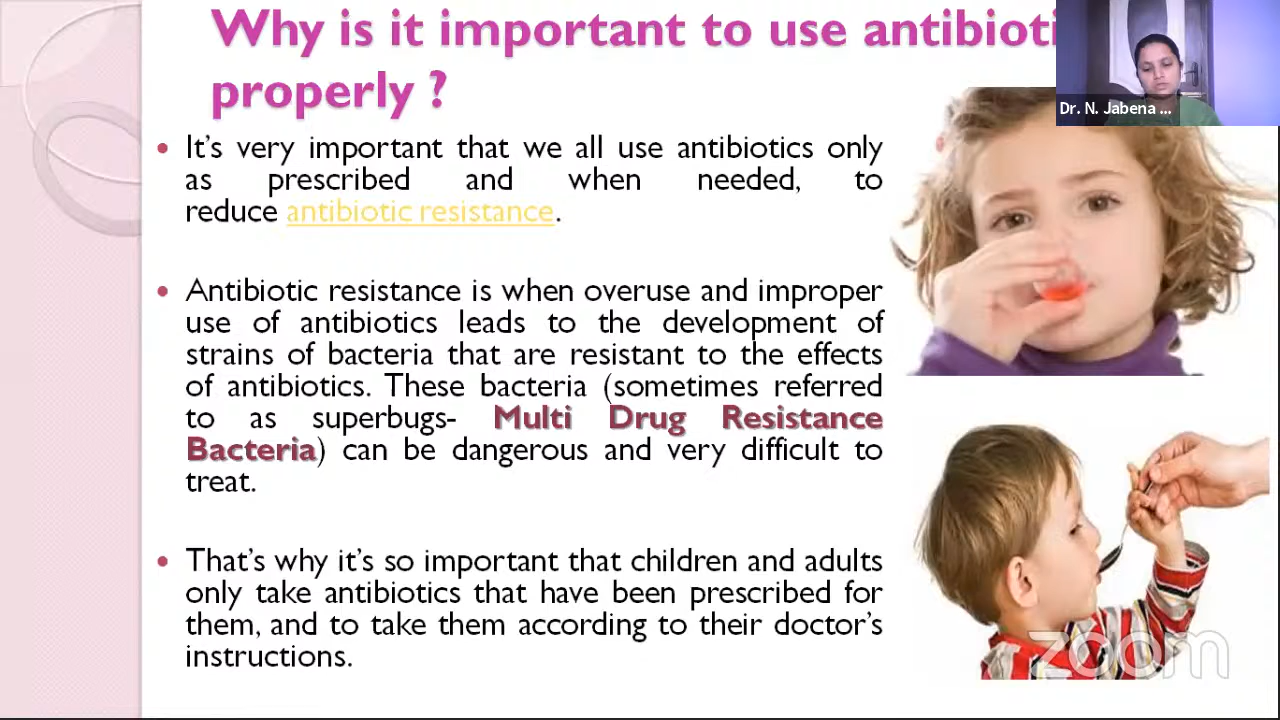 Why is it important to use antibioti
properly ?
Dr. N. Jabena ...
• It's very important that we all use antibiotics only
as prescribed and when needed, to
reduce antibiotic resistance.
• Antibiotic resistance is when overuse and improper
use of antibiotics leads to the development of
strains of bacteria that are resistant to the effects
of antibiotics. These bacteria (sometimes referred
to as superbugs- Multi Drug Resistance
Bacteria) can be dangerous and very difficult to
treat.
• That's why it's so important that children and adults
only take antibiotics that have been prescribed for
them, and to take them according to their doctor's
instructions.
zoom